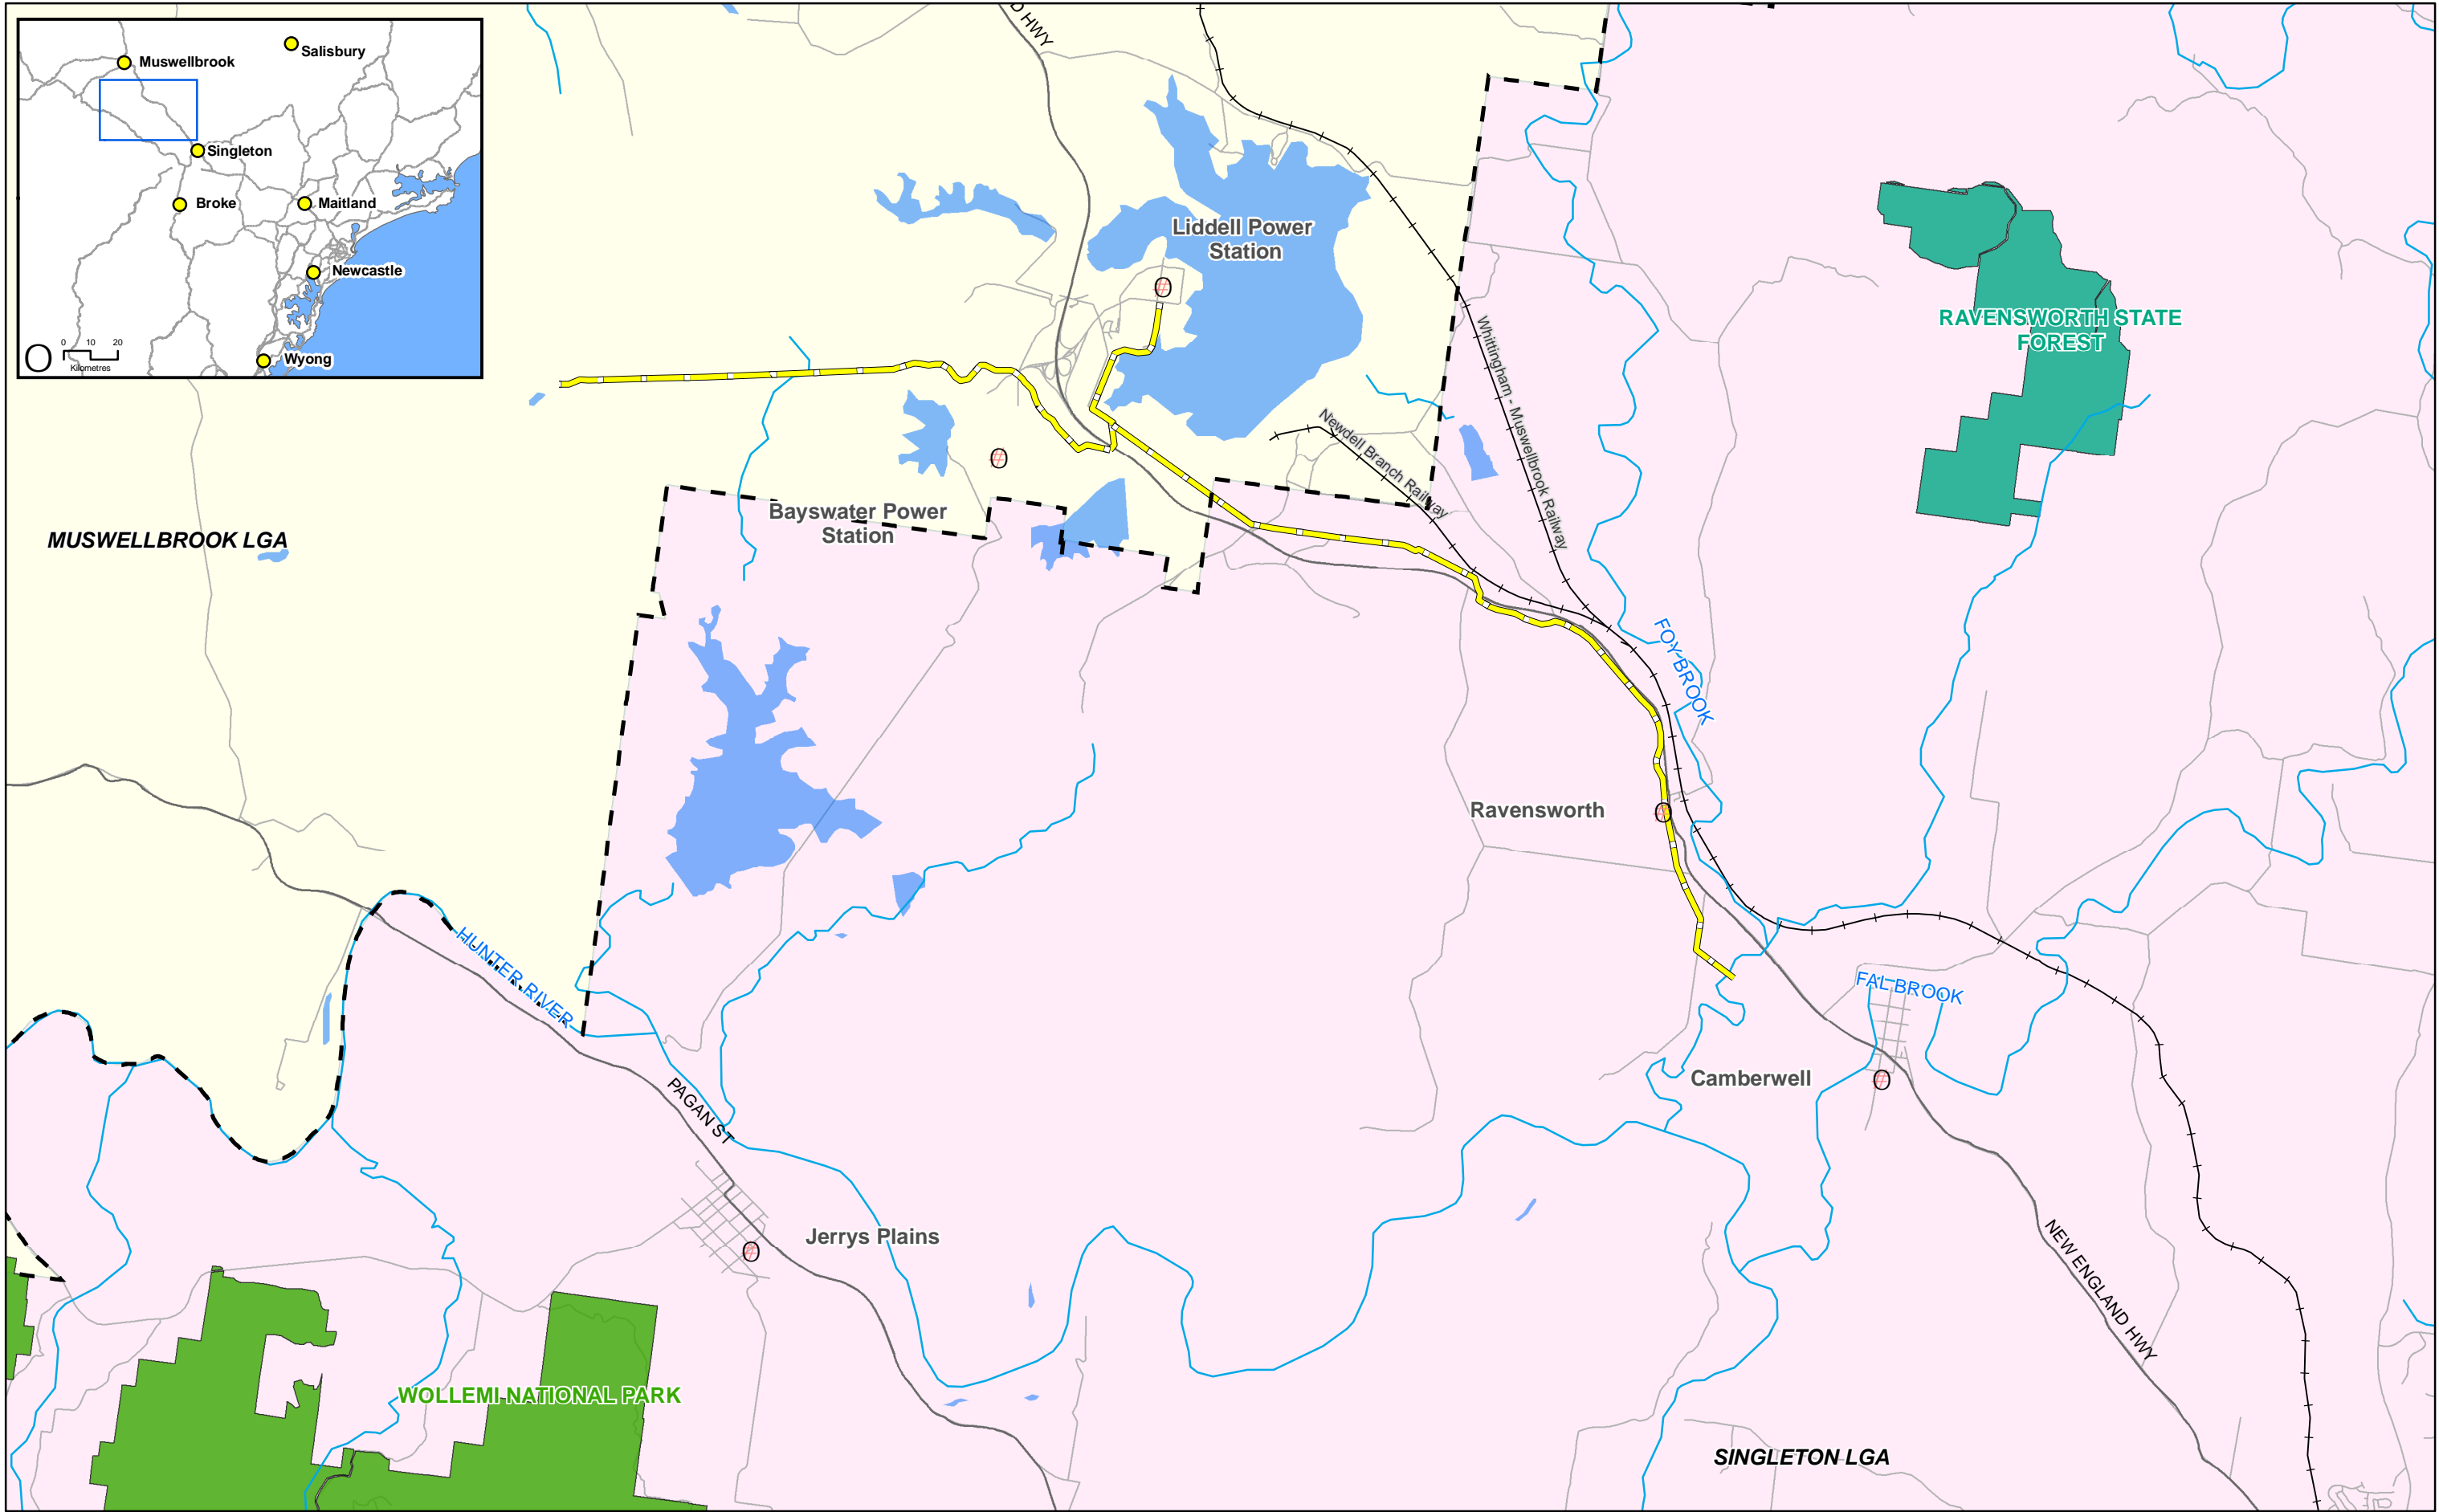 D HWY
Salisbury
Muswellbrook
Singleton
Broke
Maitland
Newcastle
Wyong
O
0 10 20
Kilometres
Liddell Power
Station
O
RAVENSWORTH STATE
FOREST
Whittingham - Muswellbrook Railway
Newdell Branch Railway
O
Bayswater Power
Station
MUSWELLBROOK LGA
FOY BROOK
Ravensworth
O
HUNTER RIVER
FAL BROOK
Camberwell
O
PAGAN ST
Jerrys Plains
O
NEW ENGLAND HWY
WOLLEMI NATIONAL PARK
SINGLETON LGA